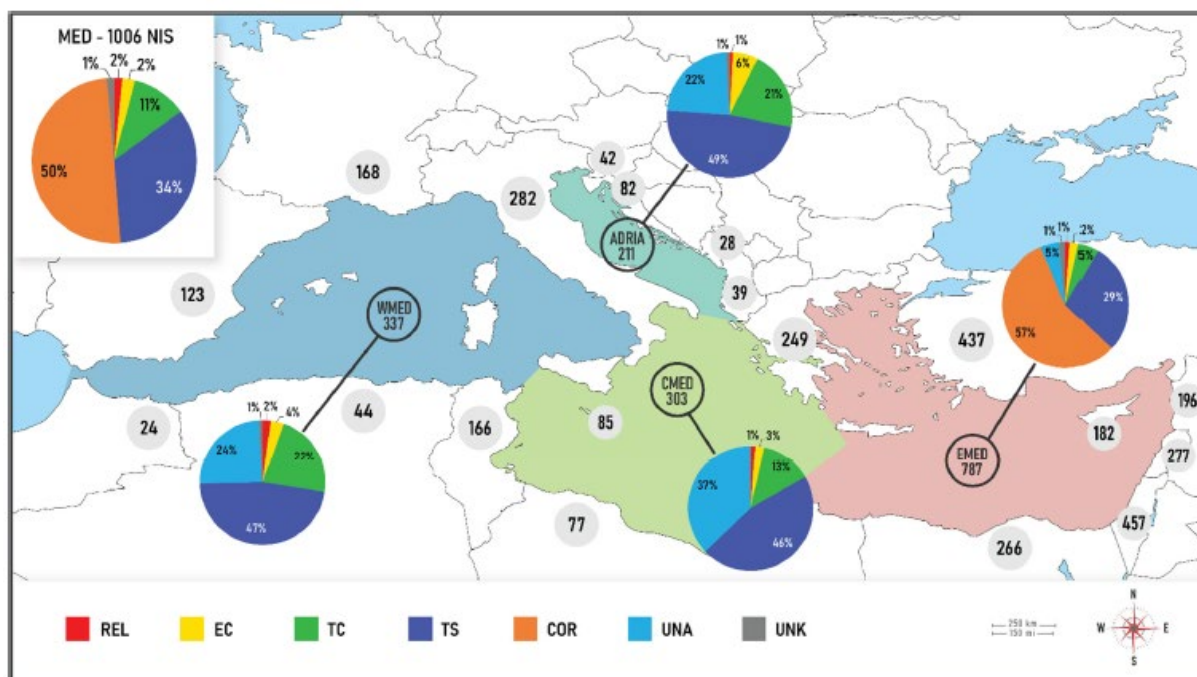 MED - 1006 NIS
1%
2%
2%
11%
50%
34%
1%
1%
6%
22%
21%
49%
168
42
282
82
ADRIA
211
28
39
123
WMED
337
249
437
1%
1%
2%
5%
5%
29%
57%
CMED
303
196
24
44
166
85
182
EMED
787
277
1%
2%
4%
24%
22%
47%
1%
3%
37%
13%
46%
77
457
266
REL
EC
TC
TS
COR
UNA
UNK
250 km
150 mi
N
W
E
S